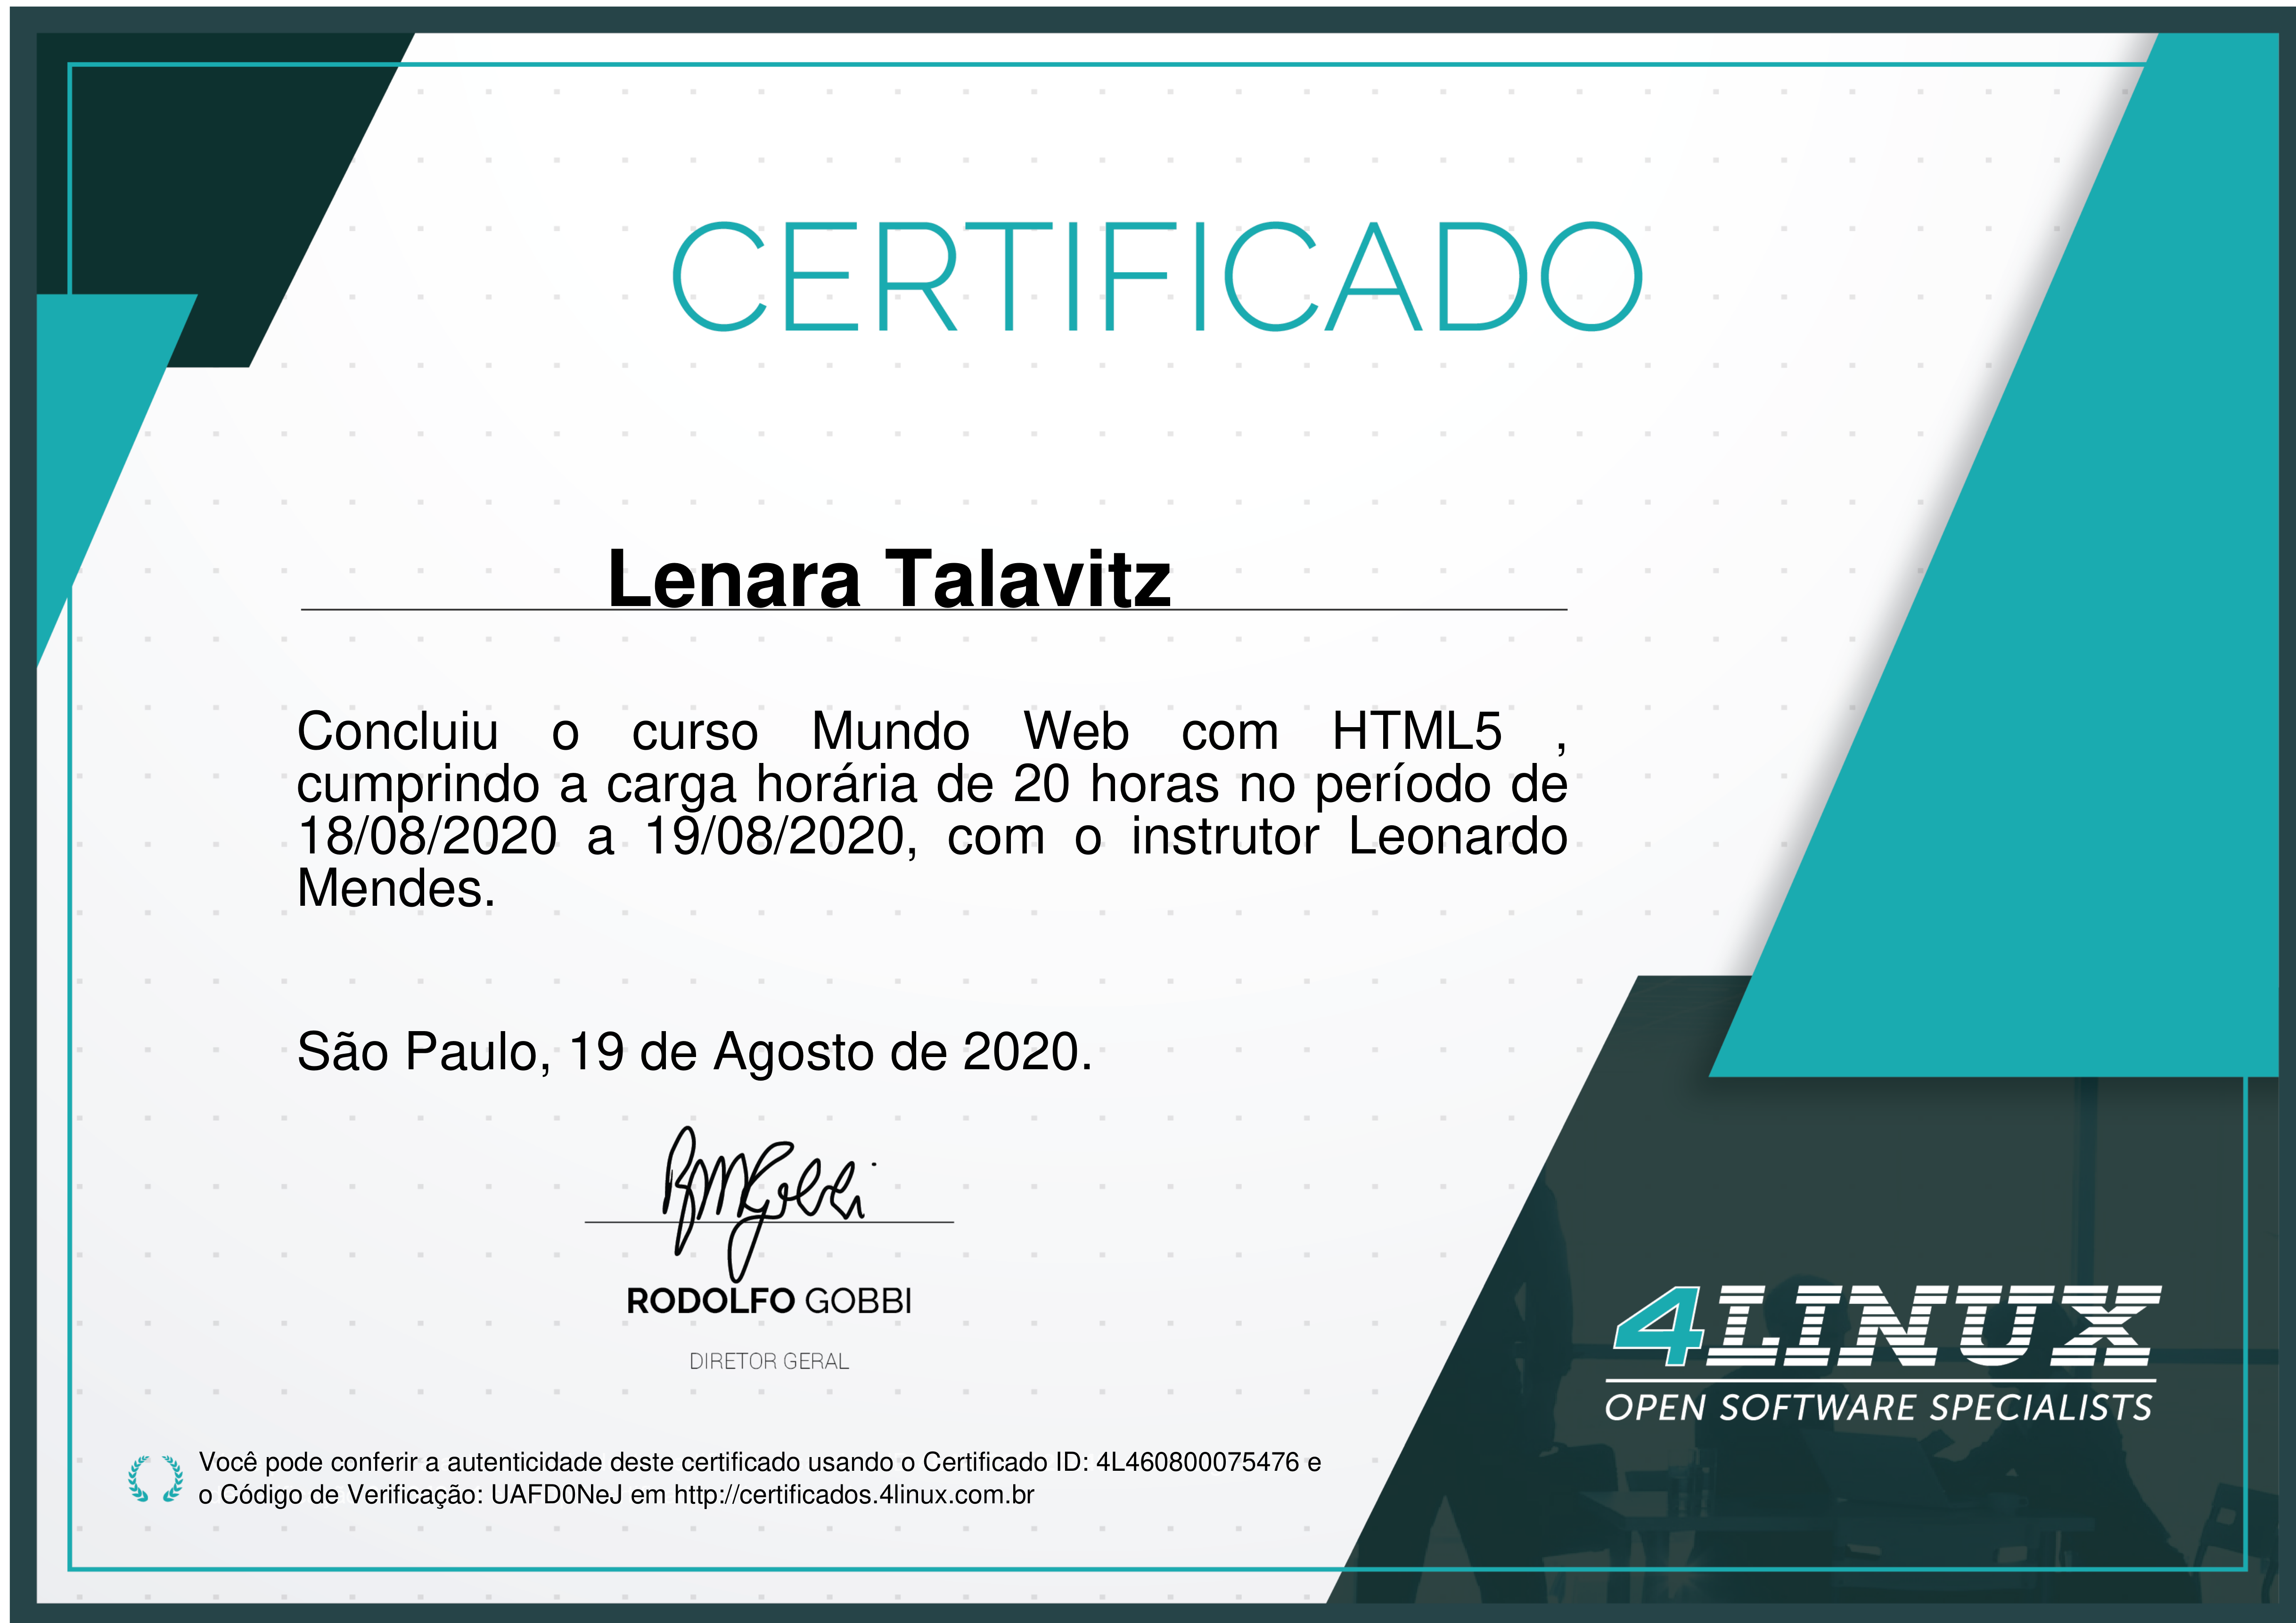 CERTIFICADO
Lenara Talavitz
Concluiu o curso Mundo Web com HTML5 ,
cumprindo a carga horária de 20 horas no período de
18/08/2020 a 19/08/2020, com o instrutor Leonardo
Mendes.
São Paulo, 19 de Agosto de 2020.
RODOLFO GOBBI
DIRETOR GERAL
4LINUX
OPEN SOFTWARE SPECIALISTS
Você pode conferir a autenticidade deste certificado usando o Certificado ID: 4L460800075476 e
o Código de Verificação: UAFD0NeJ em http://certificados.4linux.com.br